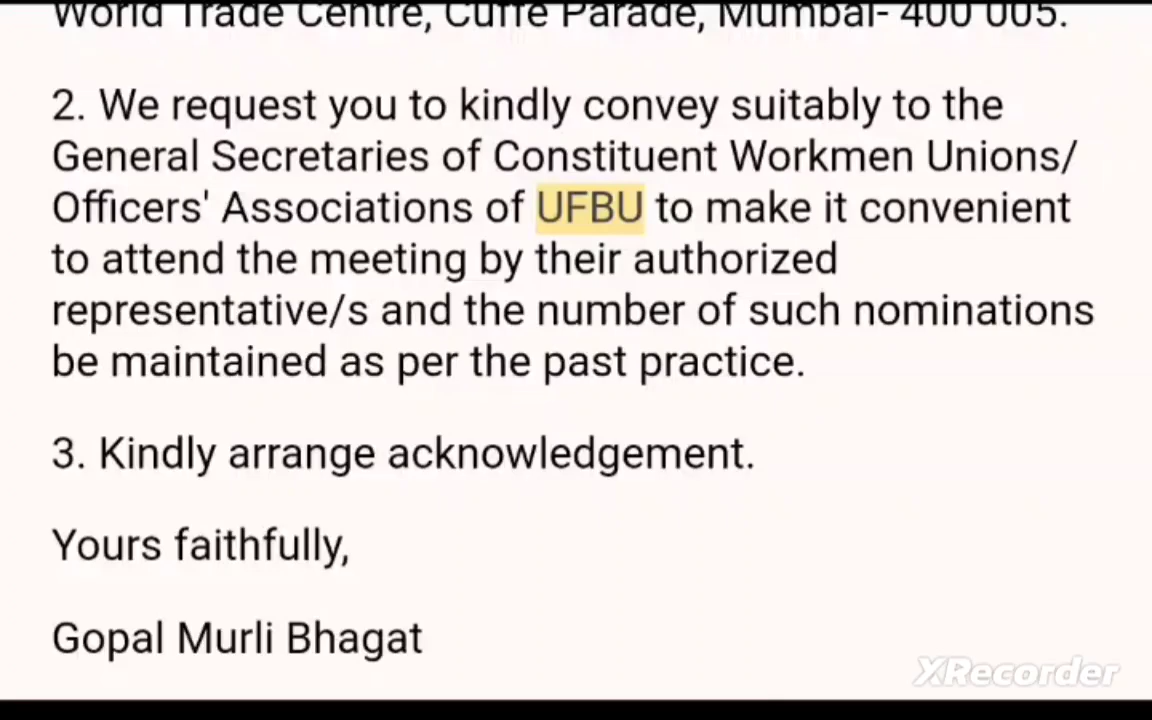 World Trade Centre, Cuffe Parade, Mumbai- 400 005.
2. We request you to kindly convey suitably to the
General Secretaries of Constituent Workmen Unions/
Officers' Associations of UFBU to make it convenient
to attend the meeting by their authorized
representative/s and the number of such nominations
be maintained as per the past practice.
3. Kindly arrange acknowledgement.
Yours faithfully,
Gopal Murli Bhagat
XRecorder